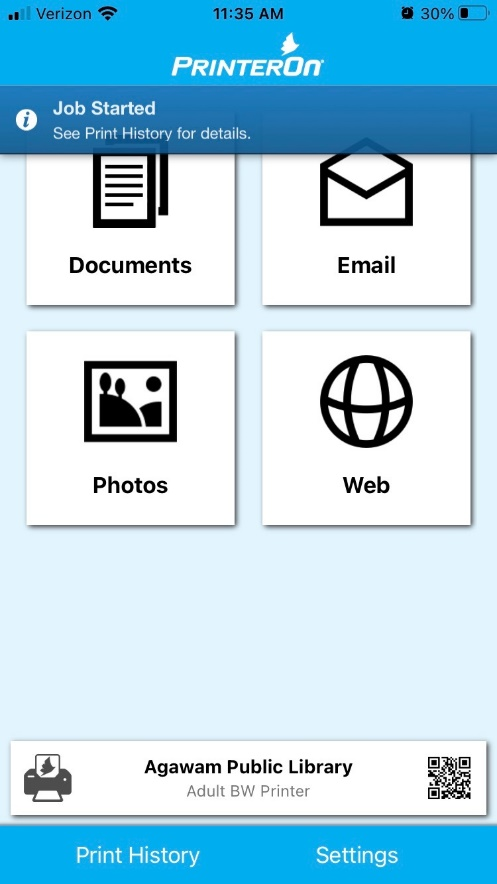 Verizon 11:35 AM 30%
PRINTERON
Job Started
See Print History for details.
Documents Email
Photos Web
Agawam Public Library
Adult BW Printer
Print History Settings